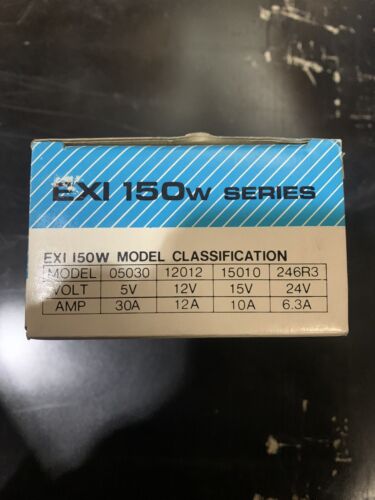 EXI 150W SERIES
EXI 150W MODEL CLASSIFICATION
MODEL 05030 12012 15010 246R3
VOLT 5V 12V 15V 24V
AMP 30A 12A 10A 6.3A